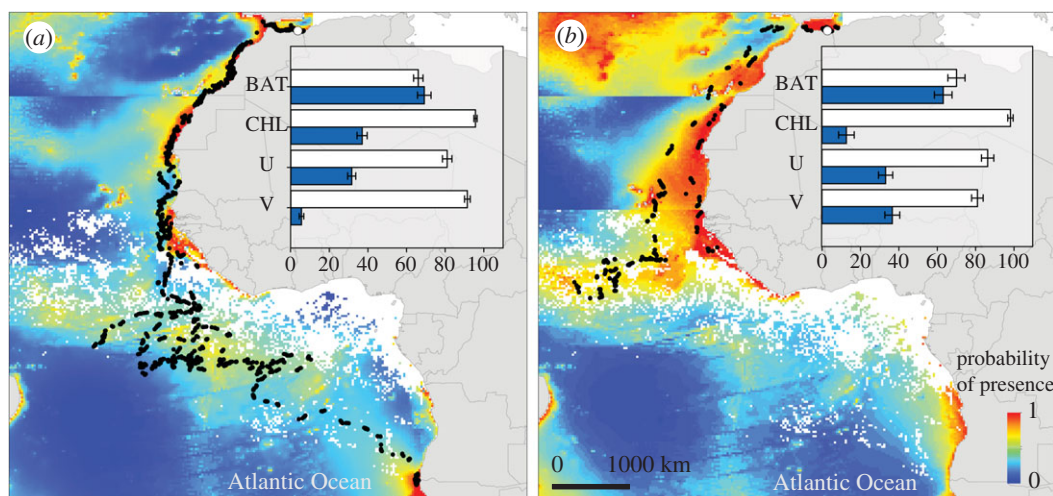 (a)
BAT
CHL
U
V
0 20 40 60 80 100
Atlantic Ocean
(b)
BAT
CHL
U
V
0 20 40 60 80 100
probability
of presence
1
0
0 1000 km
Atlantic Ocean